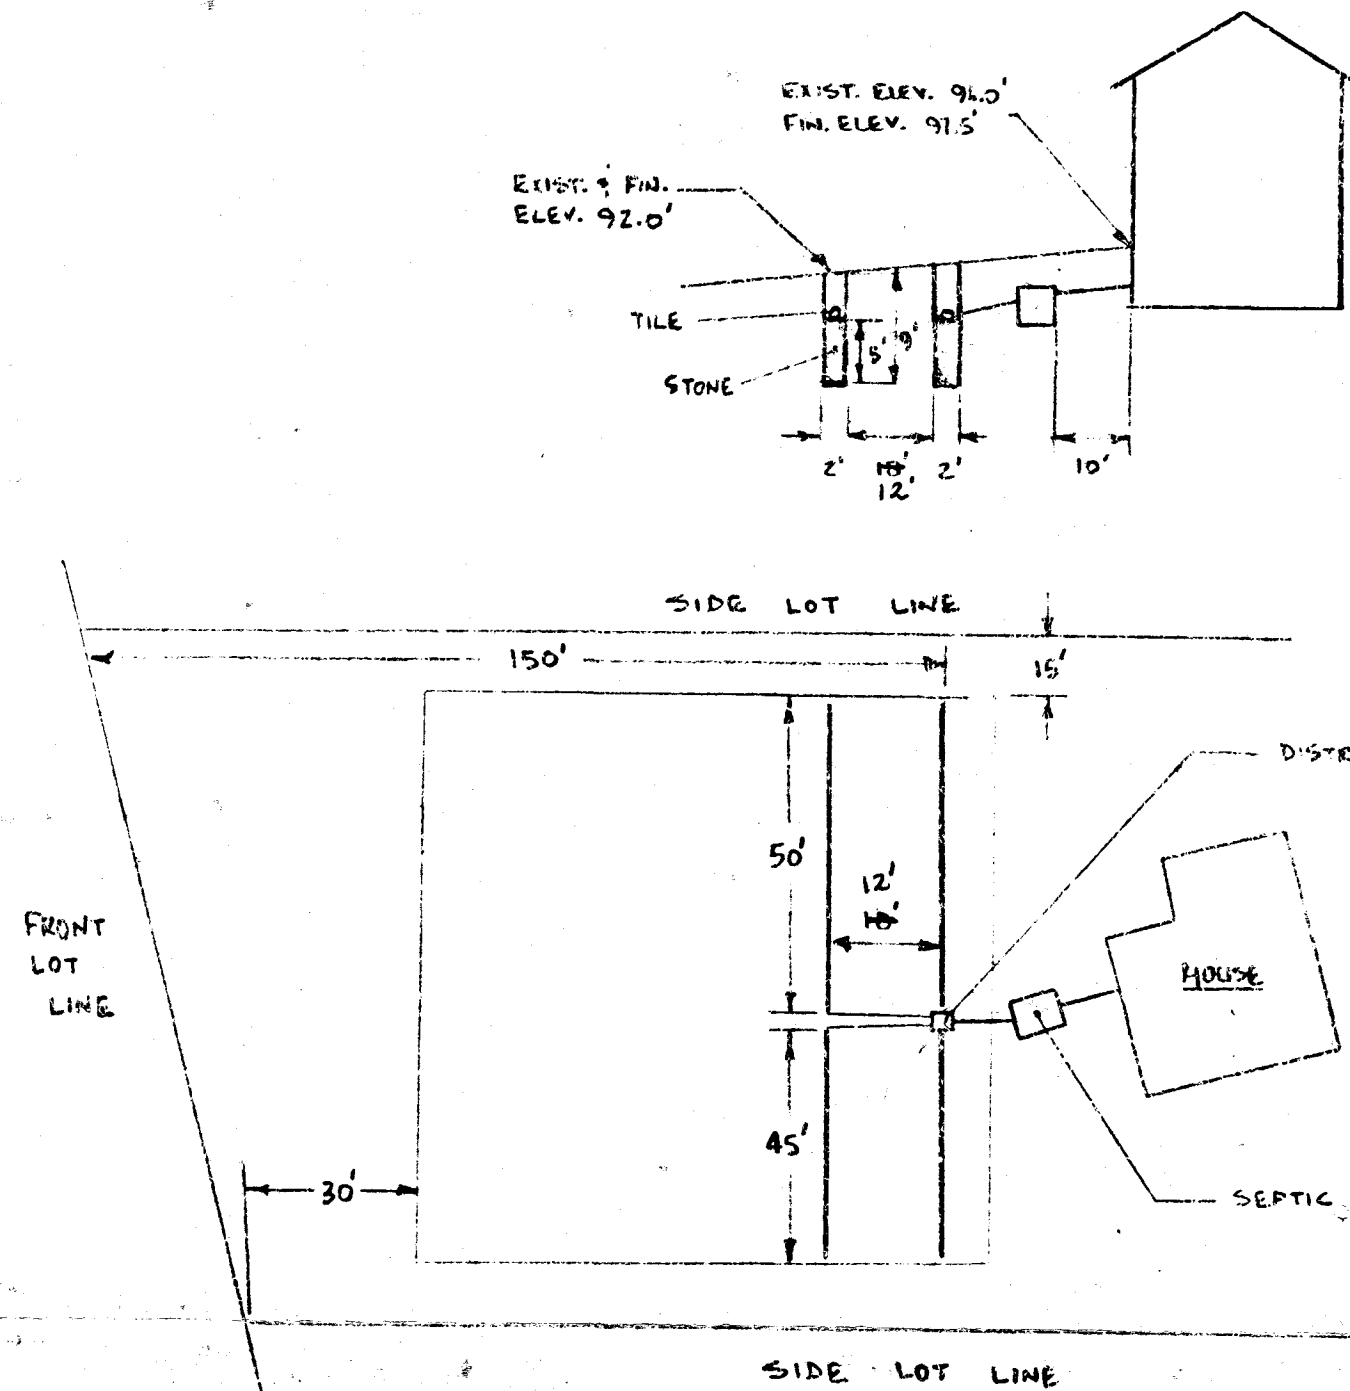 EXIST. ELEV. 94.0'
FIN. ELEV. 97.5'
EXIST. & FIN.
ELEV. 92.0'
TILE
STONE
5'
9'
2'
12'
2'
10'
SIDE LOT LINE
150'
15'
DISTR
50'
12'
FRONT
LOT
LINE
HOUSE
45'
30'
SEPTIC
SIDE LOT LINE